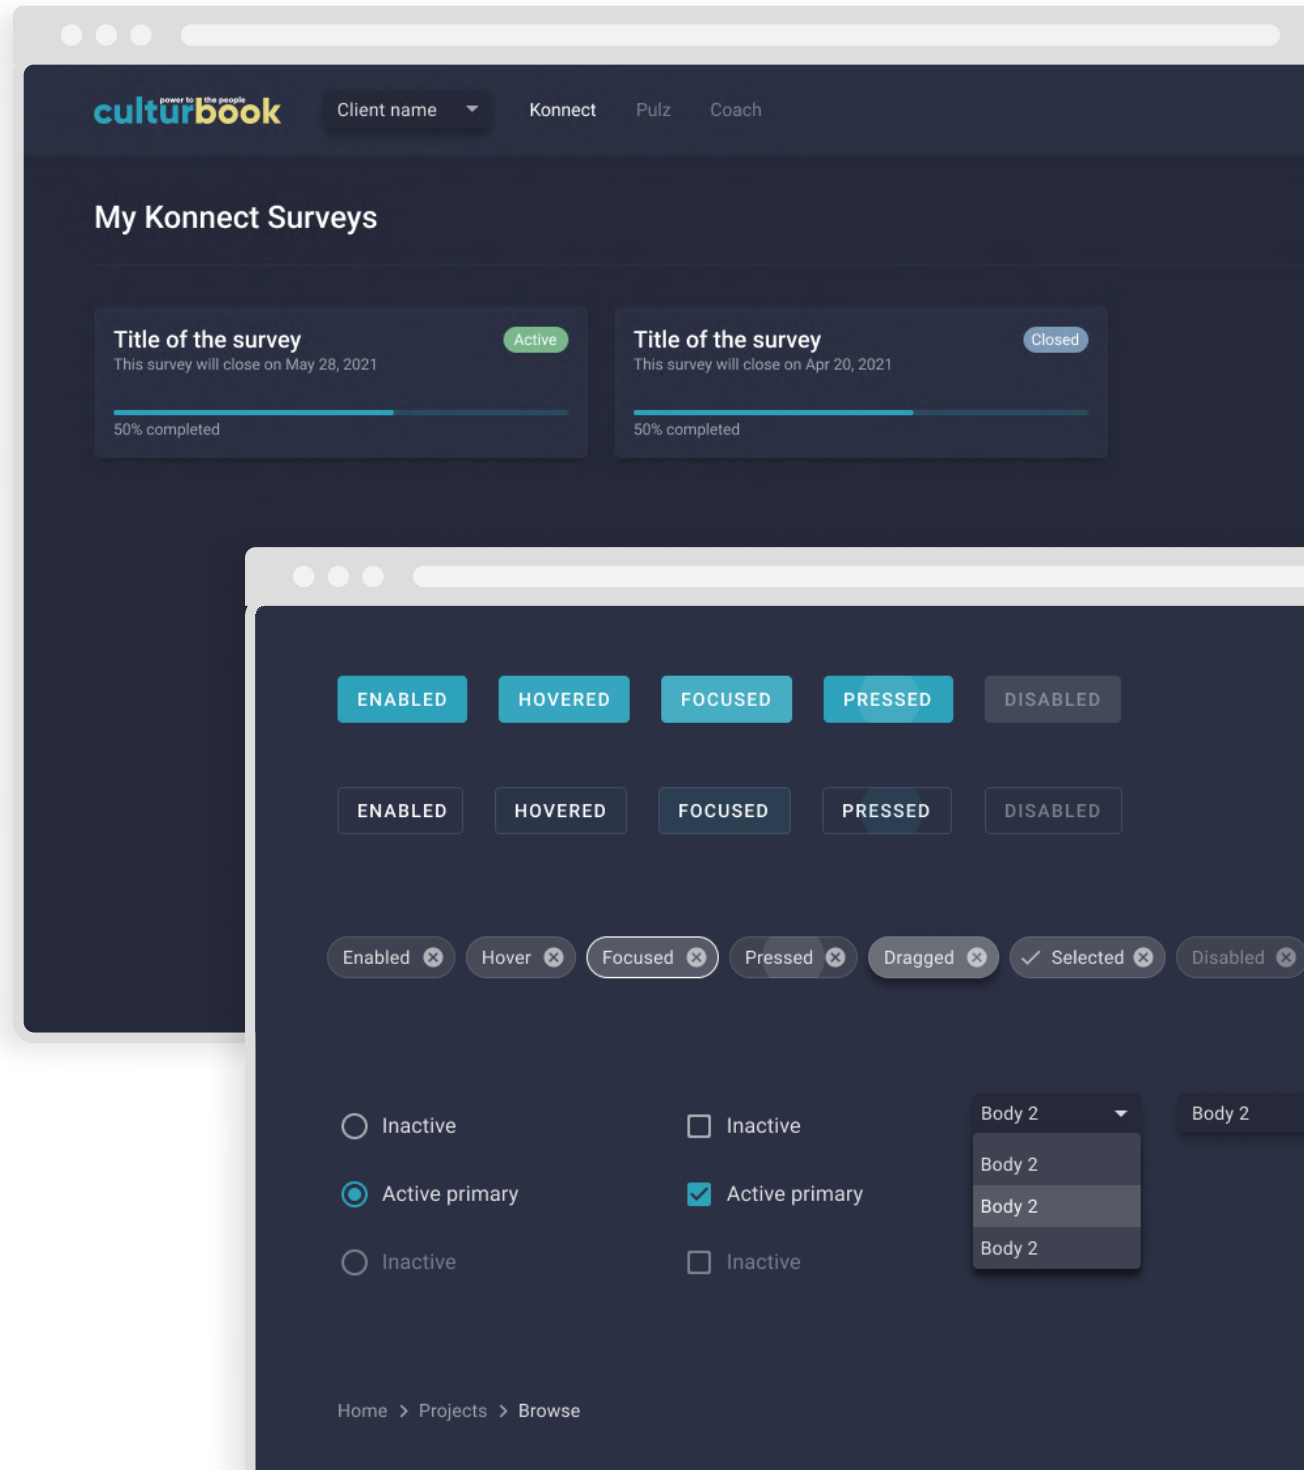 power to the people
culturbook
Client name
Konnect
Pulz
Coach
My Konnect Surveys
Title of the survey
Active
This survey will close on May 28, 2021
50% completed
Title of the survey
Closed
This survey will close on Apr 20, 2021
50% completed
ENABLED
HOVERED
FOCUSED
PRESSED
DISABLED
ENABLED
HOVERED
FOCUSED
PRESSED
DISABLED
Enabled
Hover
Focused
Pressed
Dragged
Selected
Disabled
Inactive
Active primary
Inactive
Inactive
Active primary
Inactive
Body 2
Body 2
Body 2
Body 2
Body 2
Home > Projects > Browse